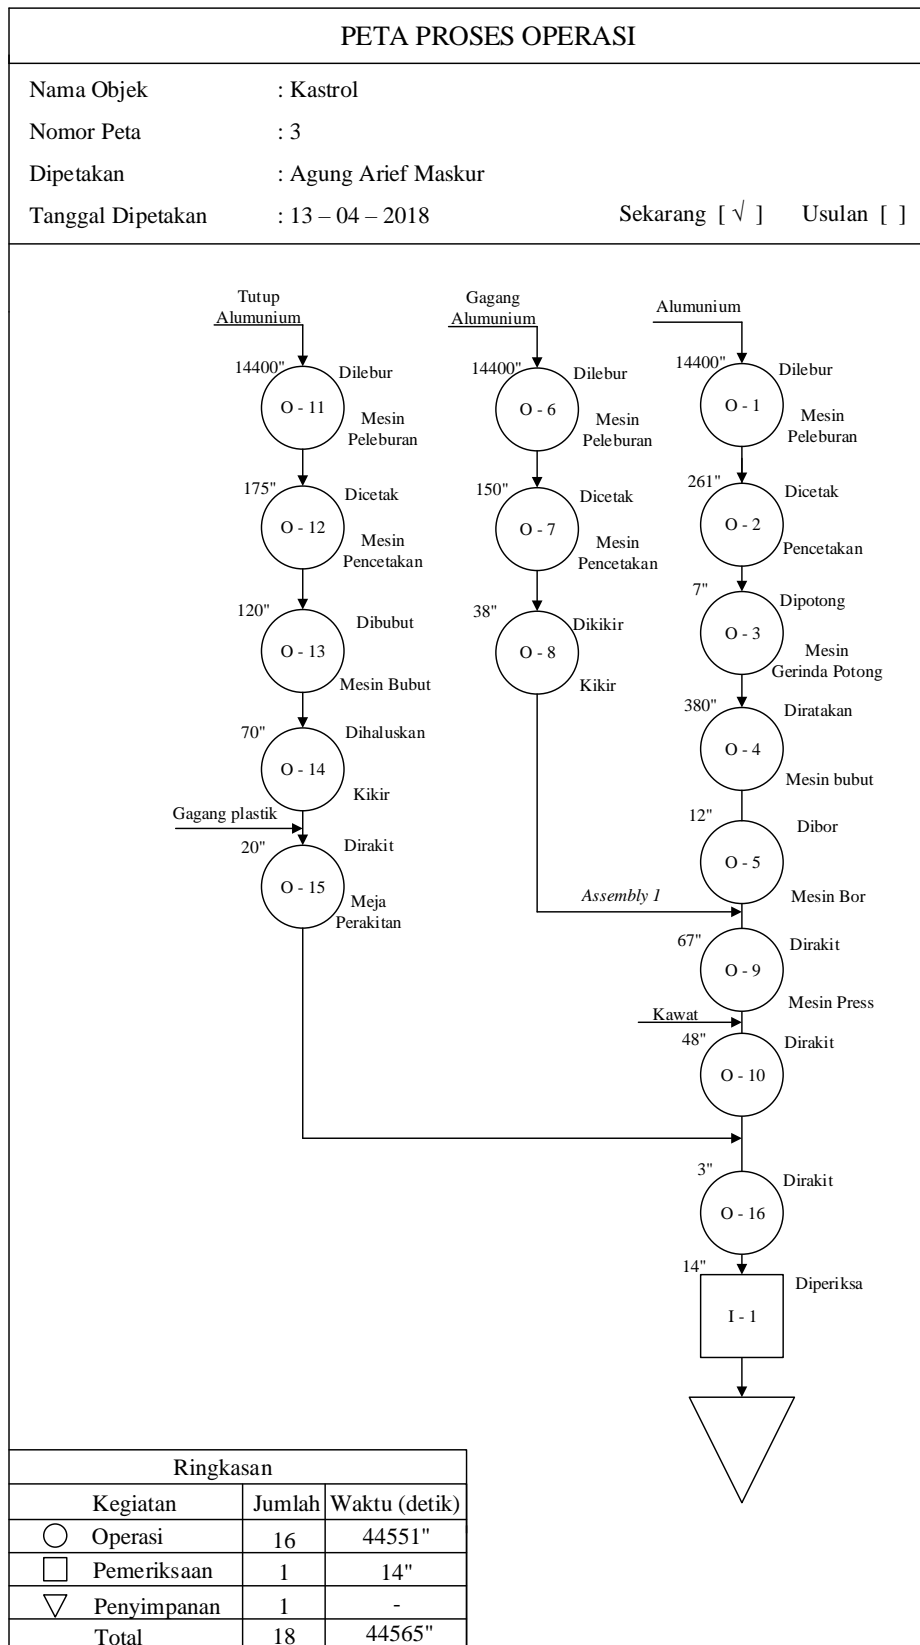 PETA PROSES OPERASI
Nama Objek : Kastrol
Nomor Peta : 3
Dipetakan : Agung Arief Maskur
Tanggal Dipetakan : 13 – 04 – 2018 Sekarang [ √ ] Usulan [ ]
Tutup
Alumunium
14400"
Dilebur
O - 11
Mesin
Peleburan
175"
Dicetak
O - 12
Mesin
Pencetakan
120"
Dibubut
O - 13
Mesin Bubut
70"
Dihaluskan
O - 14
Kikir
Gagang plastik
20"
Dirakit
O - 15
Meja
Perakitan
Gagang
Alumunium
14400"
Dilebur
O - 6
Mesin
Peleburan
150"
Dicetak
O - 7
Mesin
Pencetakan
38"
Dikikir
O - 8
Kikir
Assembly 1
Alumunium
14400"
Dilebur
O - 1
Mesin
Peleburan
261"
Dicetak
O - 2
Pencetakan
7"
Dipotong
O - 3
Mesin
Gerinda Potong
380"
Diratakan
O - 4
Mesin bubut
12"
Dibor
O - 5
Mesin Bor
67"
Dirakit
O - 9
Mesin Press
Kawat
48"
Dirakit
O - 10
3"
Dirakit
O - 16
14"
Diperiksa
I - 1
Ringkasan
Kegiatan Jumlah Waktu (detik)
Operasi 16 44551"
Pemeriksaan 1 14"
Penyimpanan 1 -
Total 18 44565"